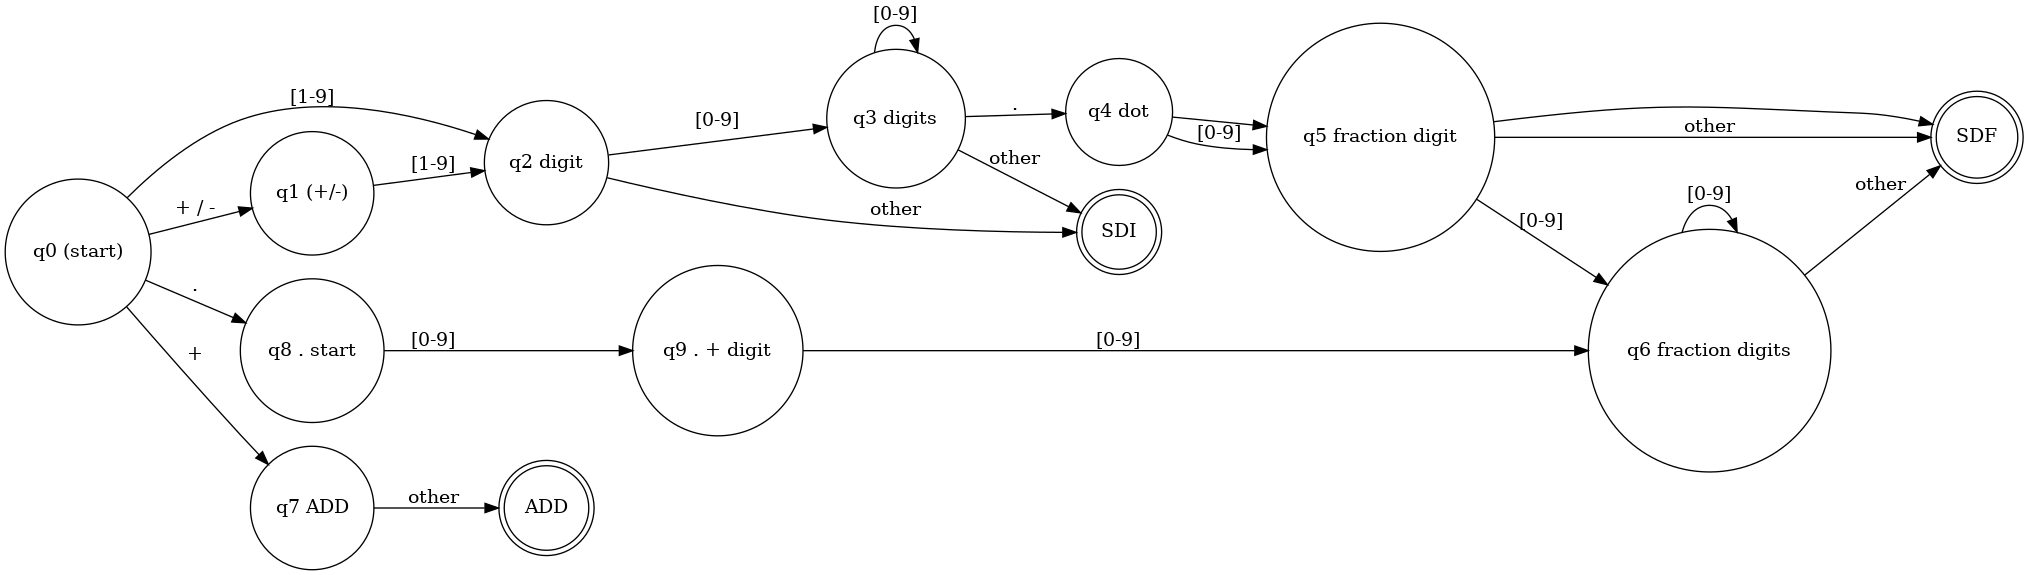 [0-9]
[1-9]
[0-9]
q3 digits
.
q4 dot
[0-9]
q5 fraction digit
other
SDF
q2 digit
[1-9]
q1 (+/-)
+ / -
other
other
SDI
other
[0-9]
[0-9]
q0 (start)
.
q8 . start
[0-9]
q9 . + digit
[0-9]
q6 fraction digits
+
q7 ADD
other
ADD